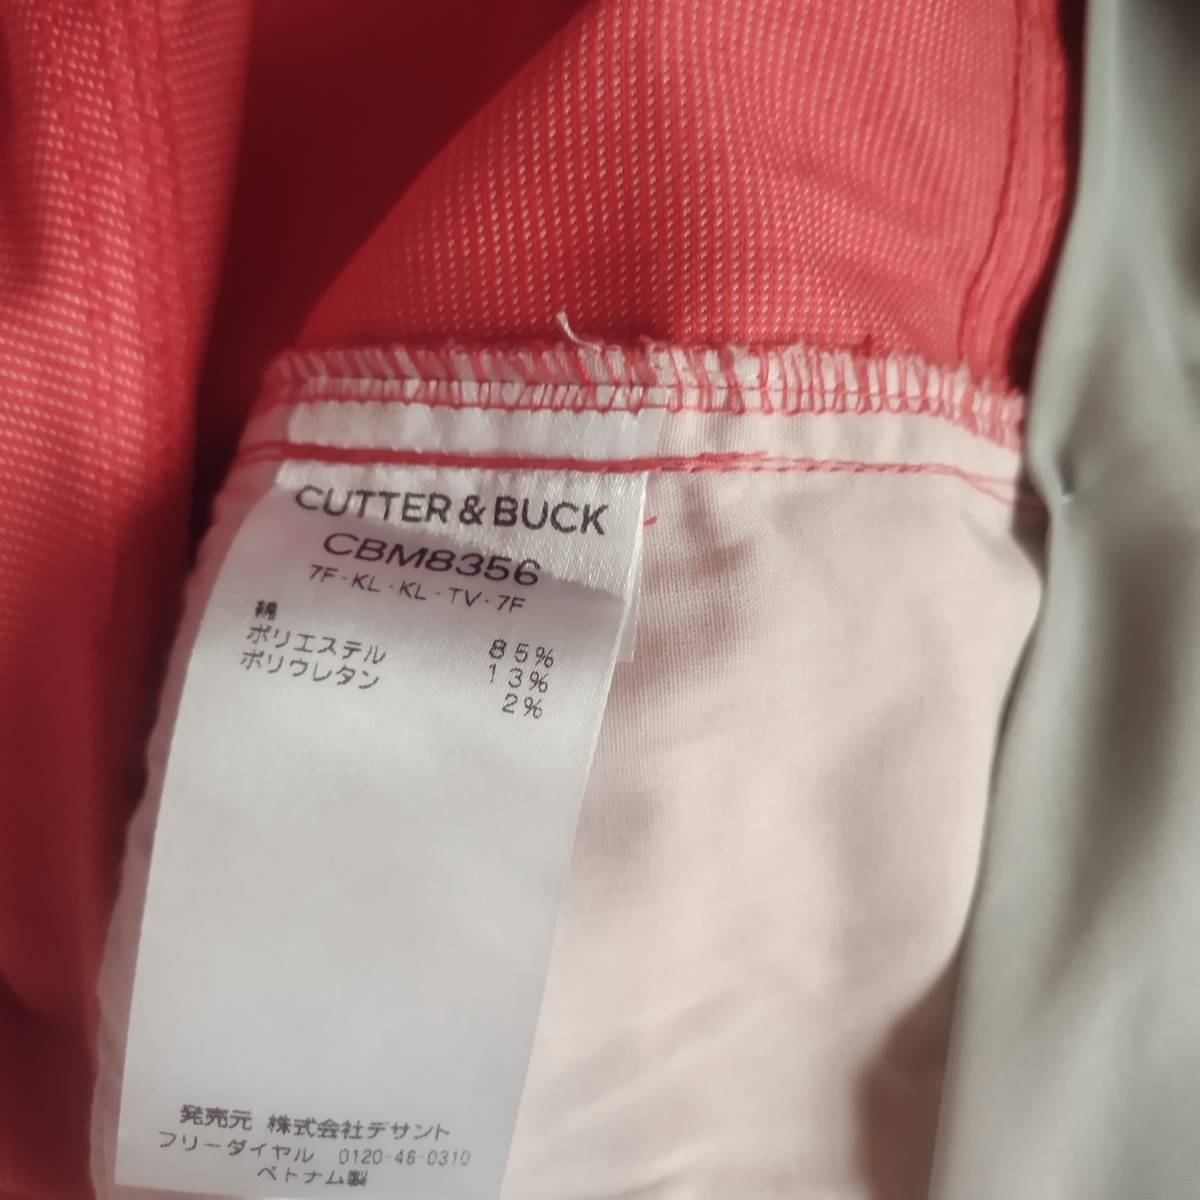 CUTTER & BUCK
CBM8356
7F・KL・KL・TV・7F
綿 85%
ポリエステル 13%
ポリウレタン 2%
発売元 株式会社デサント
フリーダイヤル 0120-46-0310
ベトナム製